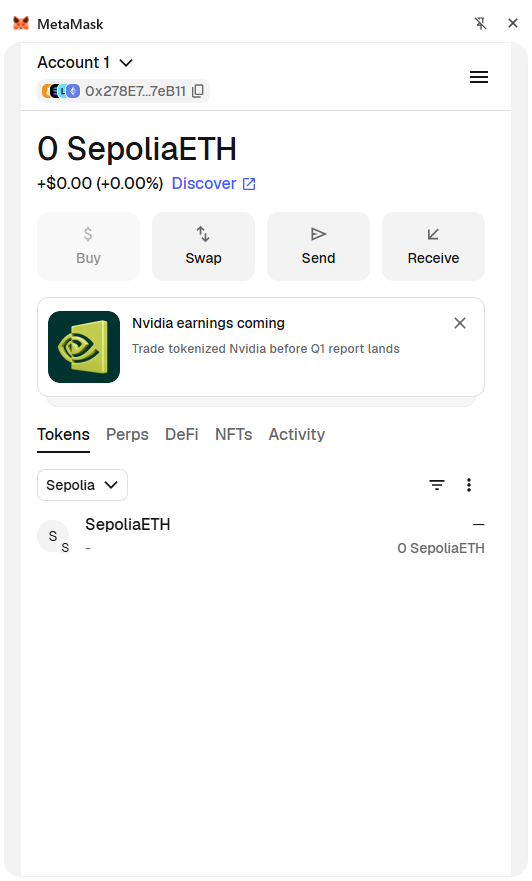 MetaMask
Account 1
0x278E7...7eB11
0 SepoliaETH
+$0.00 (+0.00%) Discover
Buy
Swap
Send
Receive
Nvidia earnings coming
Trade tokenized Nvidia before Q1 report lands
Tokens
Perps
DeFi
NFTs
Activity
Sepolia
S
S
SepoliaETH
—
-
0 SepoliaETH